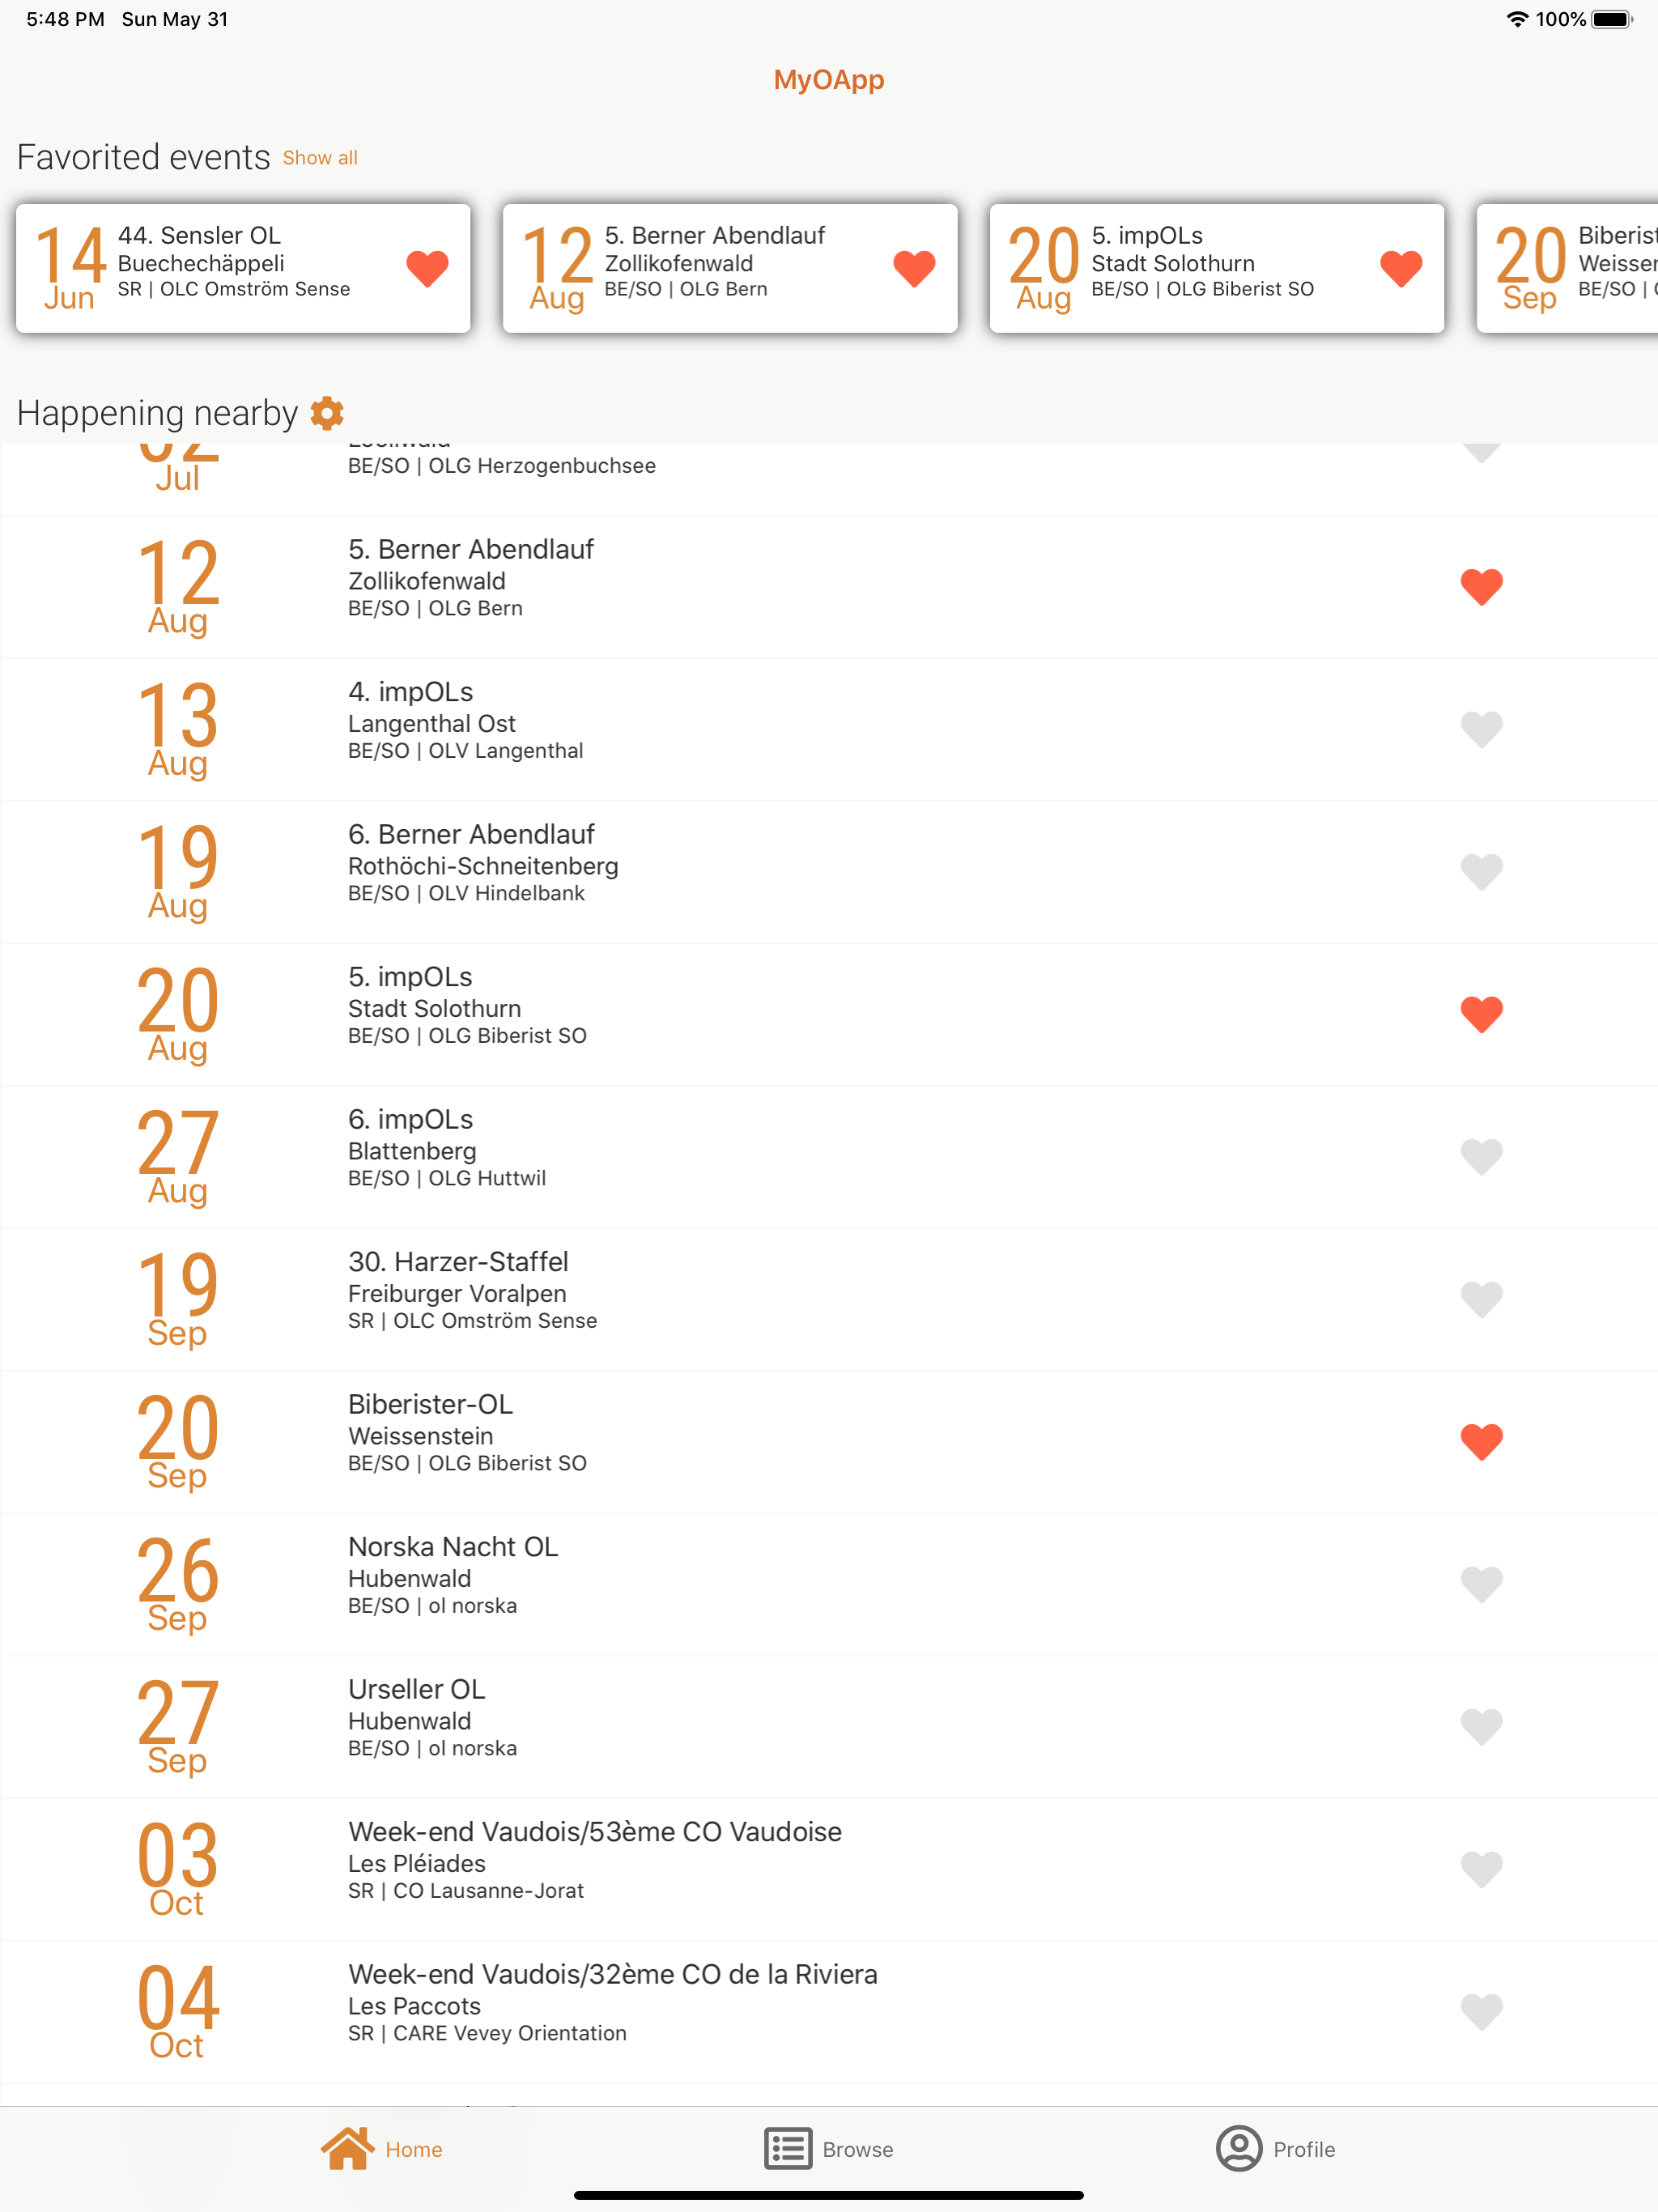 5:48 PM Sun May 31 100%
MyOApp
Favorited events Show all
14 Jun
44. Sensler OL
Buechechäppeli
SR | OLC Omström Sense
12 Aug
5. Berner Abendlauf
Zollikofenwald
BE/SO | OLG Bern
20 Aug
5. impOLs
Stadt Solothurn
BE/SO | OLG Biberist SO
20 Sep
Biberist
Weisser
BE/SO |
Happening nearby
Jul
BE/SO | OLG Herzogenbuchsee
12 Aug
5. Berner Abendlauf
Zollikofenwald
BE/SO | OLG Bern
13 Aug
4. impOLs
Langenthal Ost
BE/SO | OLV Langenthal
19 Aug
6. Berner Abendlauf
Rothöchi-Schneitenberg
BE/SO | OLV Hindelbank
20 Aug
5. impOLs
Stadt Solothurn
BE/SO | OLG Biberist SO
27 Aug
6. impOLs
Blattenberg
BE/SO | OLG Huttwil
19 Sep
30. Harzer-Staffel
Freiburger Voralpen
SR | OLC Omström Sense
20 Sep
Biberister-OL
Weissenstein
BE/SO | OLG Biberist SO
26 Sep
Norska Nacht OL
Hubenwald
BE/SO | ol norska
27 Sep
Urseller OL
Hubenwald
BE/SO | ol norska
03 Oct
Week-end Vaudois/53ème CO Vaudoise
Les Pléiades
SR | CO Lausanne-Jorat
04 Oct
Week-end Vaudois/32ème CO de la Riviera
Les Paccots
SR | CARE Vevey Orientation
Home Browse Profile